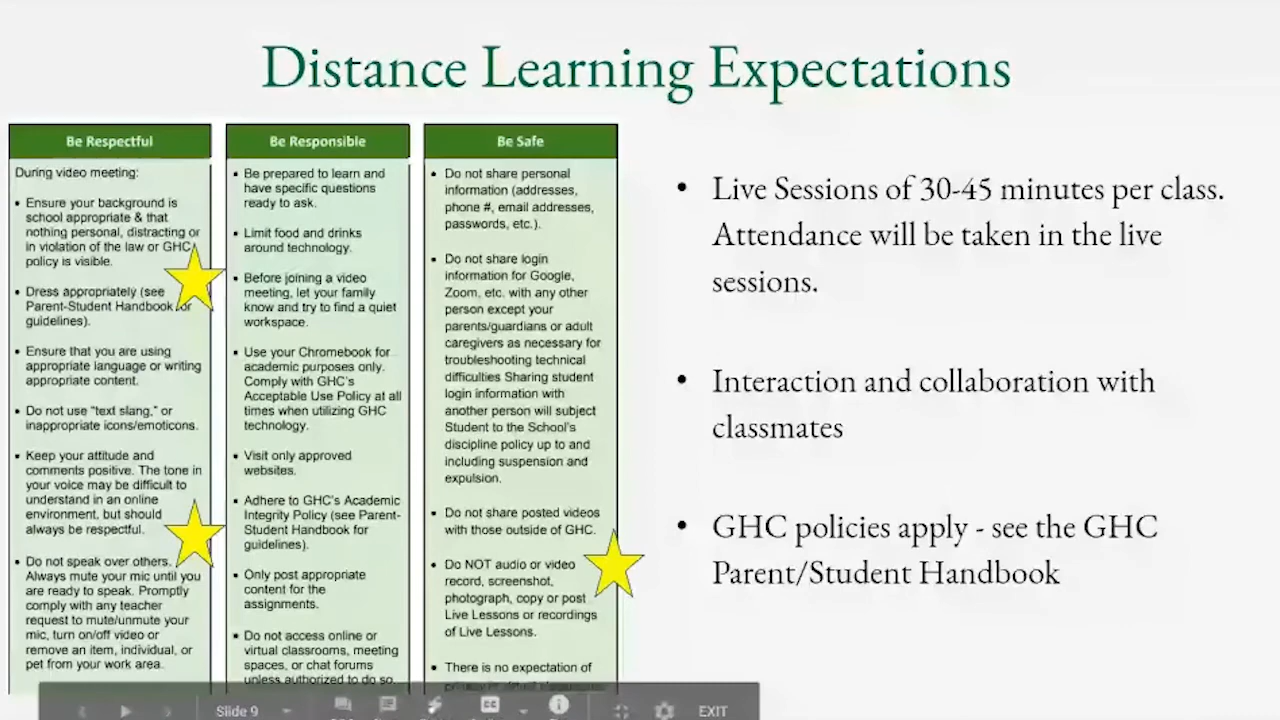 Distance Learning Expectations
Be Respectful
During video meeting:
• Ensure your background is
school appropriate & that
nothing personal, distracting or
in violation of the law or GHC
policy is visible.
• Dress appropriately (see
Parent-Student Handbook for
guidelines).
• Ensure that you are using
appropriate language or writing
appropriate content.
• Do not use “text slang,” or
inappropriate icons/emoticons.
• Keep your attitude and
comments positive. The tone in
your voice may be difficult to
understand in an online
environment, but should
always be respectful.
• Do not speak over others.
Always mute your mic until you
are ready to speak. Promptly
comply with any teacher
request to mute/unmute your
mic, turn on/off video or
remove an item, individual, or
pet from your work area.
Be Responsible
• Be prepared to learn and
have specific questions
ready to ask.
• Limit food and drinks
around technology.
• Before joining a video
meeting, let your family
know and try to find a quiet
workspace.
• Use your Chromebook for
academic purposes only.
Comply with GHC's
Acceptable Use Policy at all
times when utilizing GHC
technology.
• Visit only approved
websites.
• Adhere to GHC's Academic
Integrity Policy (see Parent-
Student Handbook for
guidelines).
• Only post appropriate
content for the
assignments.
• Do not access online or
virtual classrooms, meeting
spaces, or chat forums
unless authorized to do so.
Be Safe
• Do not share personal
information (addresses,
phone #, email addresses,
passwords, etc.).
• Do not share login
information for Google,
Zoom, etc. with any other
person except your
parents/guardians or adult
caregivers as necessary for
troubleshooting technical
difficulties Sharing student
login information with
another person will subject
Student to the School's
discipline policy up to and
including suspension and
expulsion.
• Do not share posted videos
with those outside of GHC.
• Do NOT audio or video
record, screenshot,
photograph, copy or post
Live Lessons or recordings
of Live Lessons.
• There is no expectation of
• Live Sessions of 30-45 minutes per class.
Attendance will be taken in the live
sessions.
• Interaction and collaboration with
classmates
• GHC policies apply - see the GHC
Parent/Student Handbook
Slide 9
CC
EXIT